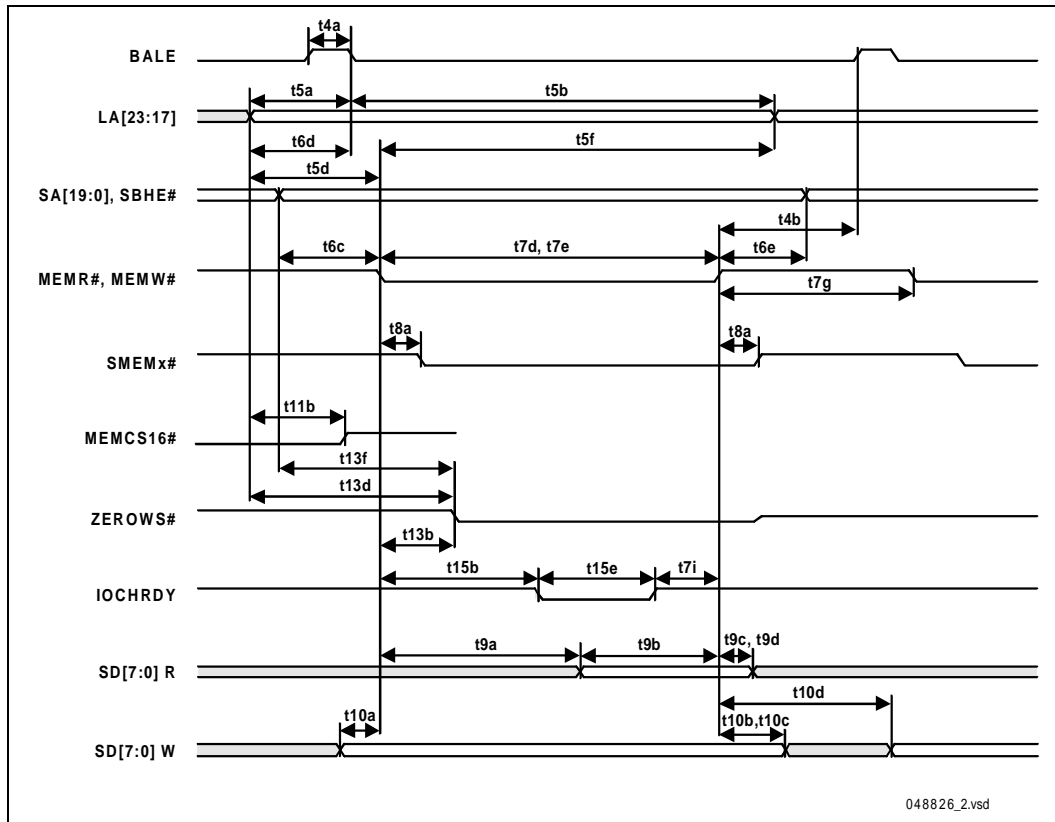 t4a
BALE
t5a
t5b
LA[23:17]
t6d
t5f
t5d
SA[19:0], SBHE#
t4b
t6c
t7d, t7e
t6e
MEMR#, MEMW#
t7g
t8a
t8a
SMEMx#
t11b
MEMCS16#
t13f
t13d
ZEROWS#
t13b
t15b
t15e
t7i
IOCHRDY
t9a
t9b
t9c, t9d
SD[7:0] R
t10d
t10a
t10b,t10c
SD[7:0] W
048826_2.vsd